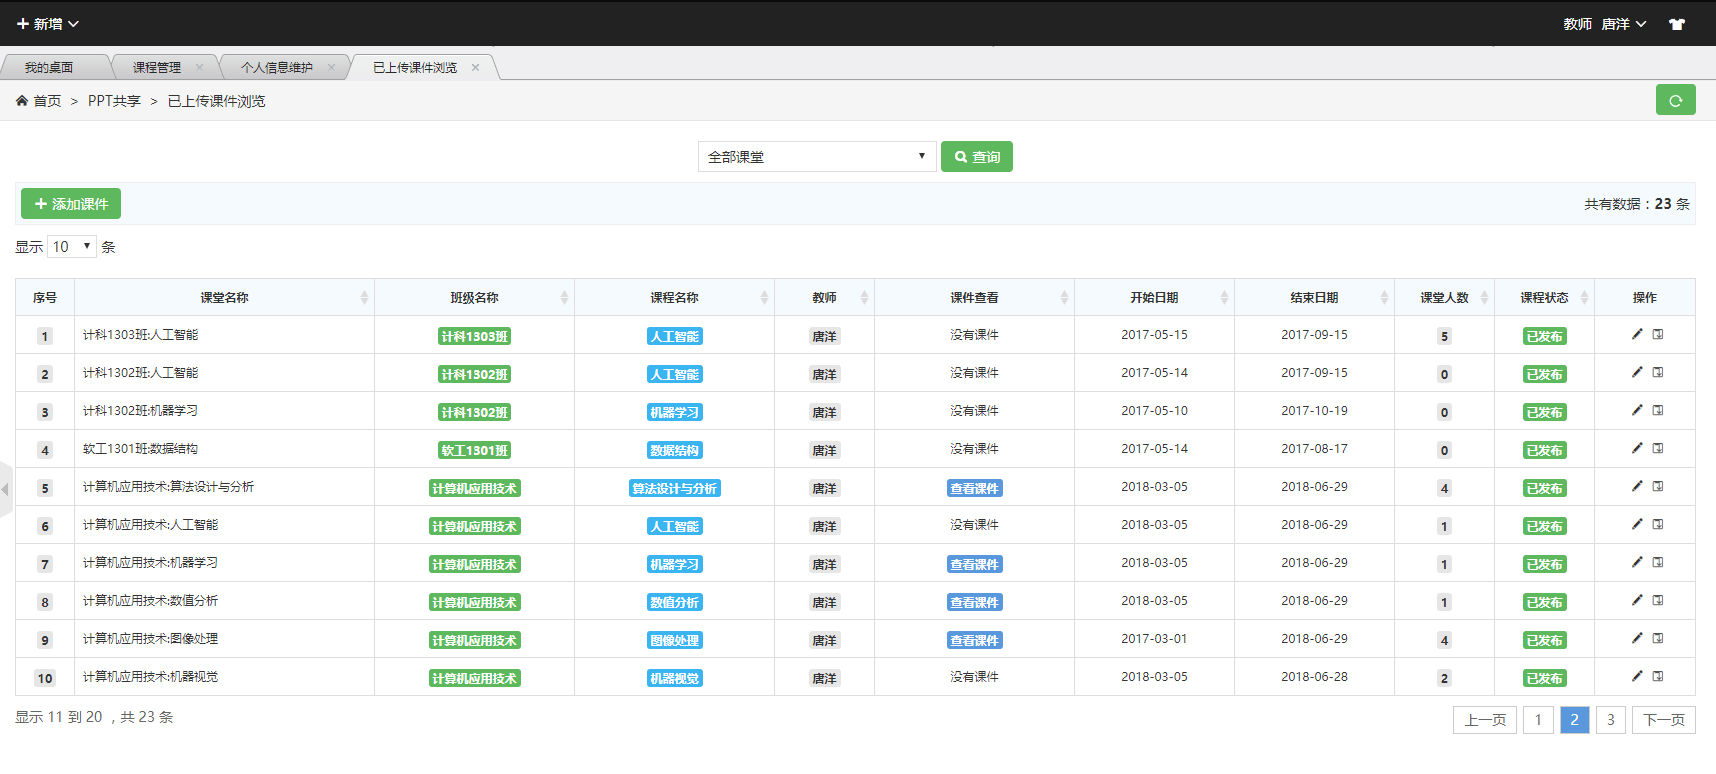 新增 教师 唐洋
我的桌面 课程管理 个人信息维护 已上传课件浏览
首页 > PPT共享 > 已上传课件浏览
全部课堂 查询
添加课件 共有数据：23 条
显示 10 条
序号 课堂名称 班级名称 课程名称 教师 课件查看 开始日期 结束日期 课堂人数 课程状态 操作
1 计科1303班:人工智能 计科1303班 人工智能 唐洋 没有课件 2017-05-15 2017-09-15 5 已发布
2 计科1302班:人工智能 计科1302班 人工智能 唐洋 没有课件 2017-05-14 2017-09-15 0 已发布
3 计科1302班:机器学习 计科1302班 机器学习 唐洋 没有课件 2017-05-10 2017-10-19 0 已发布
4 软工1301班:数据结构 软工1301班 数据结构 唐洋 没有课件 2017-05-14 2017-08-17 0 已发布
5 计算机应用技术:算法设计与分析 计算机应用技术 算法设计与分析 唐洋 查看课件 2018-03-05 2018-06-29 4 已发布
6 计算机应用技术:人工智能 计算机应用技术 人工智能 唐洋 没有课件 2018-03-05 2018-06-29 1 已发布
7 计算机应用技术:机器学习 计算机应用技术 机器学习 唐洋 查看课件 2018-03-05 2018-06-29 1 已发布
8 计算机应用技术:数值分析 计算机应用技术 数值分析 唐洋 查看课件 2018-03-05 2018-06-29 1 已发布
9 计算机应用技术:图像处理 计算机应用技术 图像处理 唐洋 查看课件 2017-03-01 2018-06-29 4 已发布
10 计算机应用技术:机器视觉 计算机应用技术 机器视觉 唐洋 没有课件 2018-03-05 2018-06-28 2 已发布
显示 11 到 20 ，共 23 条 上一页 1 2 3 下一页